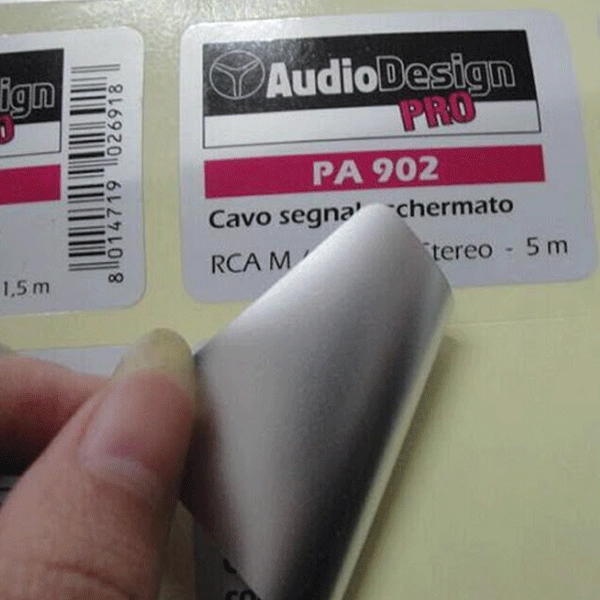 ign
8 014719 026918
1,5 m
AudioDesign
PRO
PA 902
Cavo segnal chermato
RCA M tereo - 5 m